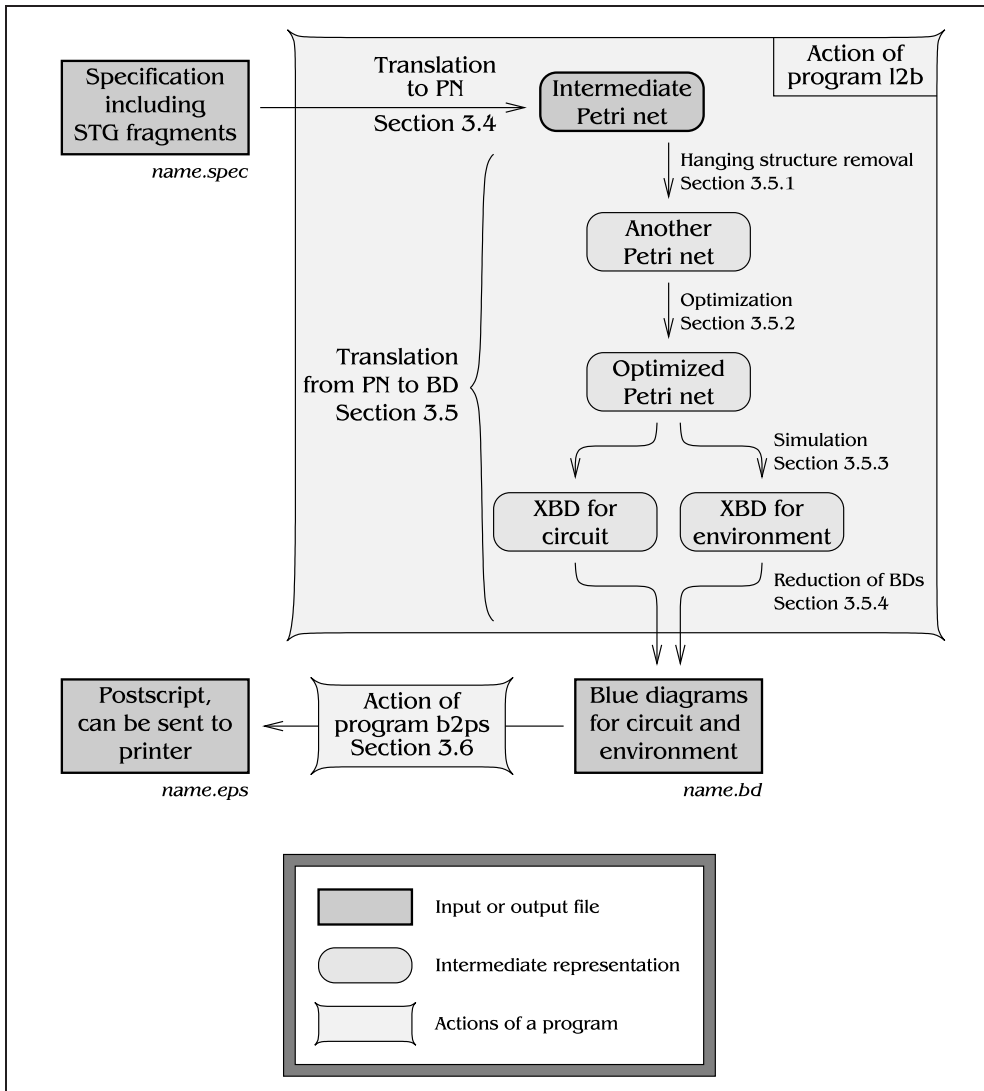 Action of
program l2b
Specification
including
STG fragments
name.spec
Translation
to PN
Section 3.4
Intermediate
Petri net
Hanging structure removal
Section 3.5.1
Another
Petri net
Optimization
Section 3.5.2
Translation
from PN to BD
Section 3.5
Optimized
Petri net
Simulation
Section 3.5.3
XBD for
circuit
XBD for
environment
Reduction of BDs
Section 3.5.4
Postscript,
can be sent to
printer
name.eps
Action of
program b2ps
Section 3.6
Blue diagrams
for circuit and
environment
name.bd
Input or output file
Intermediate representation
Actions of a program